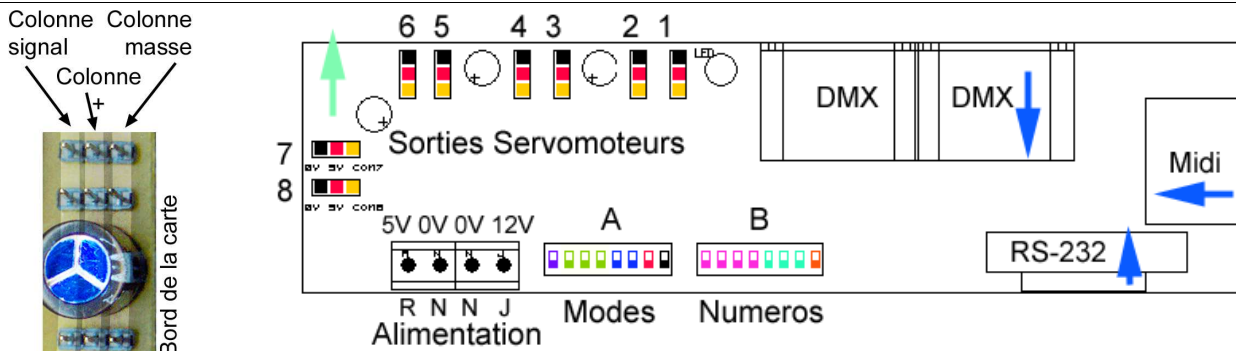 Colonne Colonne
signal masse
Colonne
+
Bord de la carte
6 5 4 3 2 1
LED
+ +
+
DMX DMX
Midi
Sorties Servomoteurs
7
0V 5V COM7
8
0V 5V COM8
5V 0V 0V 12V
A B
R N N J
RS-232
R N N J
Alimentation
Modes Numeros